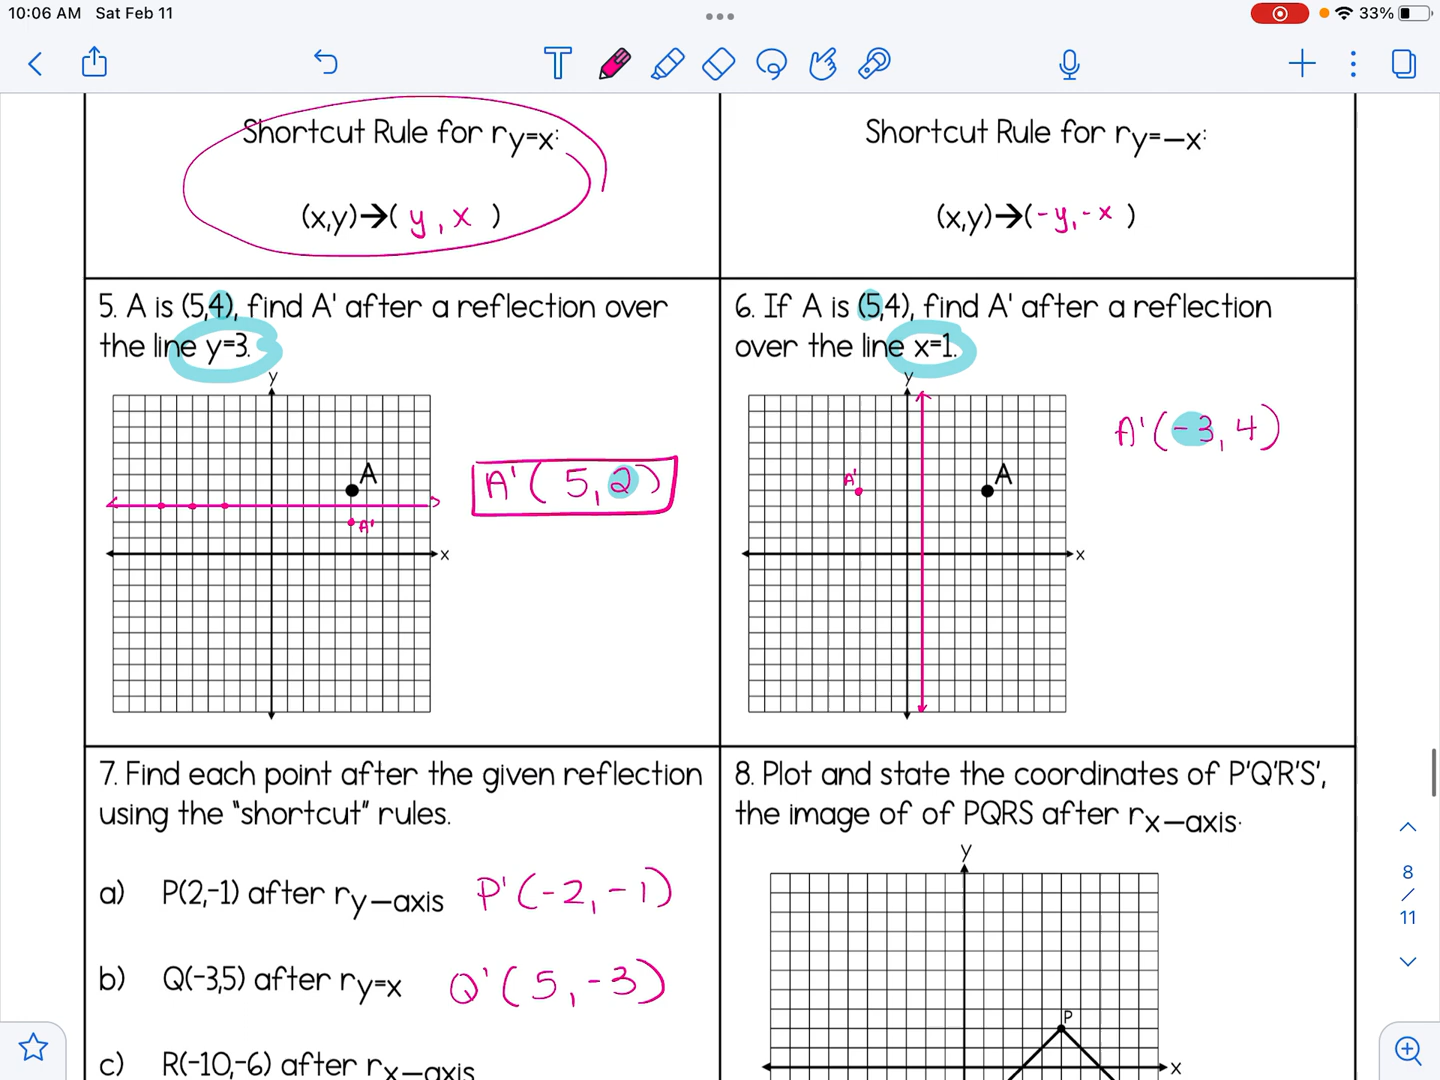 10:06 AM Sat Feb 11
33%
Shortcut Rule for ry=x:
(x,y)→( y, x )
Shortcut Rule for ry=–x:
(x,y)→(-y,-x )
5. A is (5,4), find A' after a reflection over
the line y=3.
y
A
A'
x
A'( 5, 2 )
6. If A is (5,4), find A' after a reflection
over the line x=1.
y
A'
A
x
A'(-3, 4)
7. Find each point after the given reflection
using the "shortcut" rules.
a) P(2,-1) after ry–axis P'(-2, -1)
b) Q(-3,5) after ry=x Q'(5, -3)
c) R(-10,-6) after rx–axis
8. Plot and state the coordinates of P'Q'R'S',
the image of of PQRS after rx–axis.
y
P
x
8
/
11